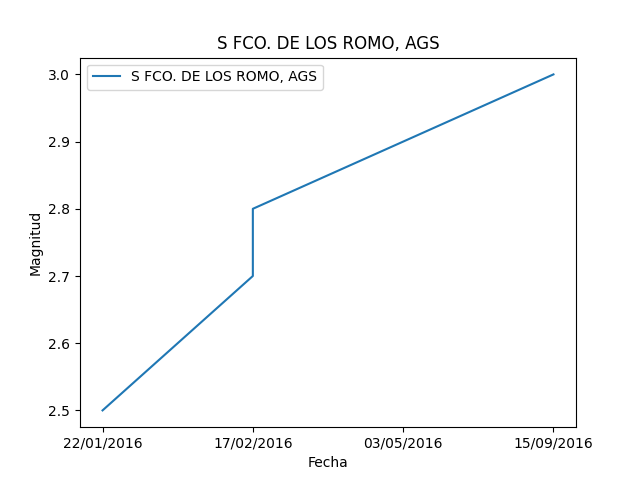 S FCO. DE LOS ROMO, AGS
S FCO. DE LOS ROMO, AGS
3.0
2.9
2.8
2.7
2.6
2.5
Magnitud
22/01/2016 17/02/2016 03/05/2016 15/09/2016
Fecha